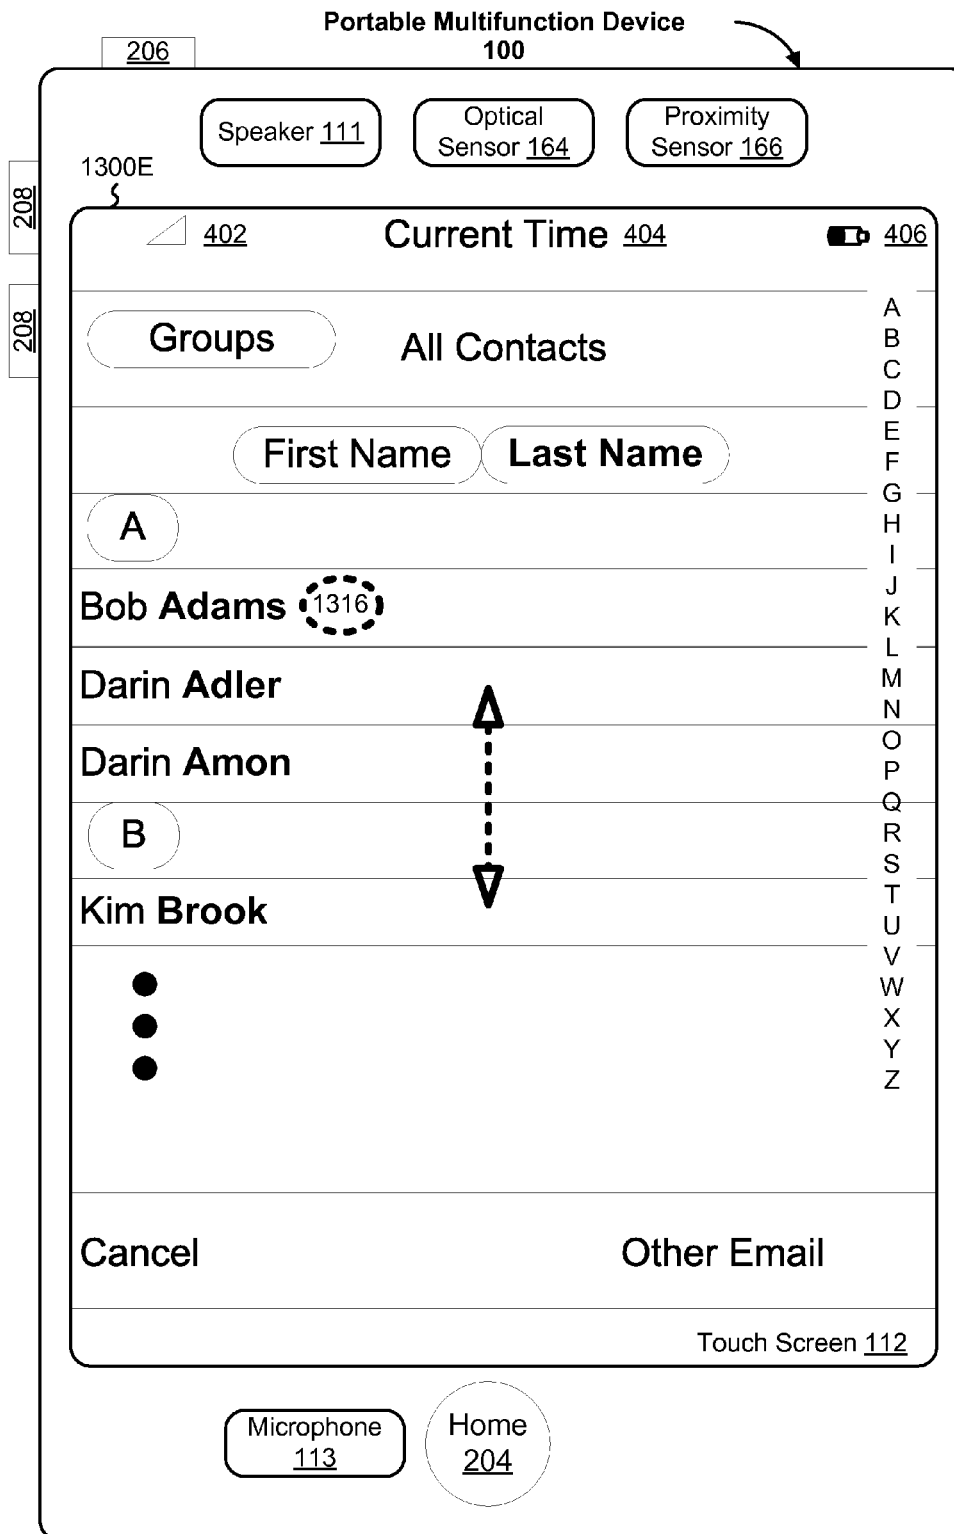 Portable Multifunction Device
100
206
Speaker 111
Optical
Sensor 164
Proximity
Sensor 166
1300E
208
208
402
Current Time 404
406
Groups
All Contacts
First Name
Last Name
A
Bob Adams
1316
Darin Adler
Darin Amon
B
Kim Brook
A
B
C
D
E
F
G
H
I
J
K
L
M
N
O
P
Q
R
S
T
U
V
W
X
Y
Z
Cancel
Other Email
Touch Screen 112
Microphone
113
Home
204